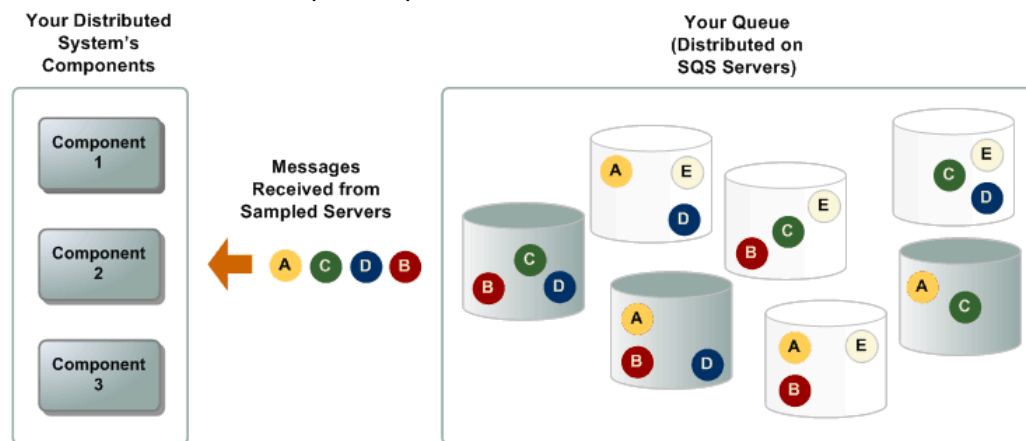 Your Distributed
System's
Components
Your Queue
(Distributed on
SQS Servers)
Component
1
Component
2
Component
3
Messages
Received from
Sampled Servers
A C D B
A E D
E C D
E C B
C B D
A C
A B D
A E B